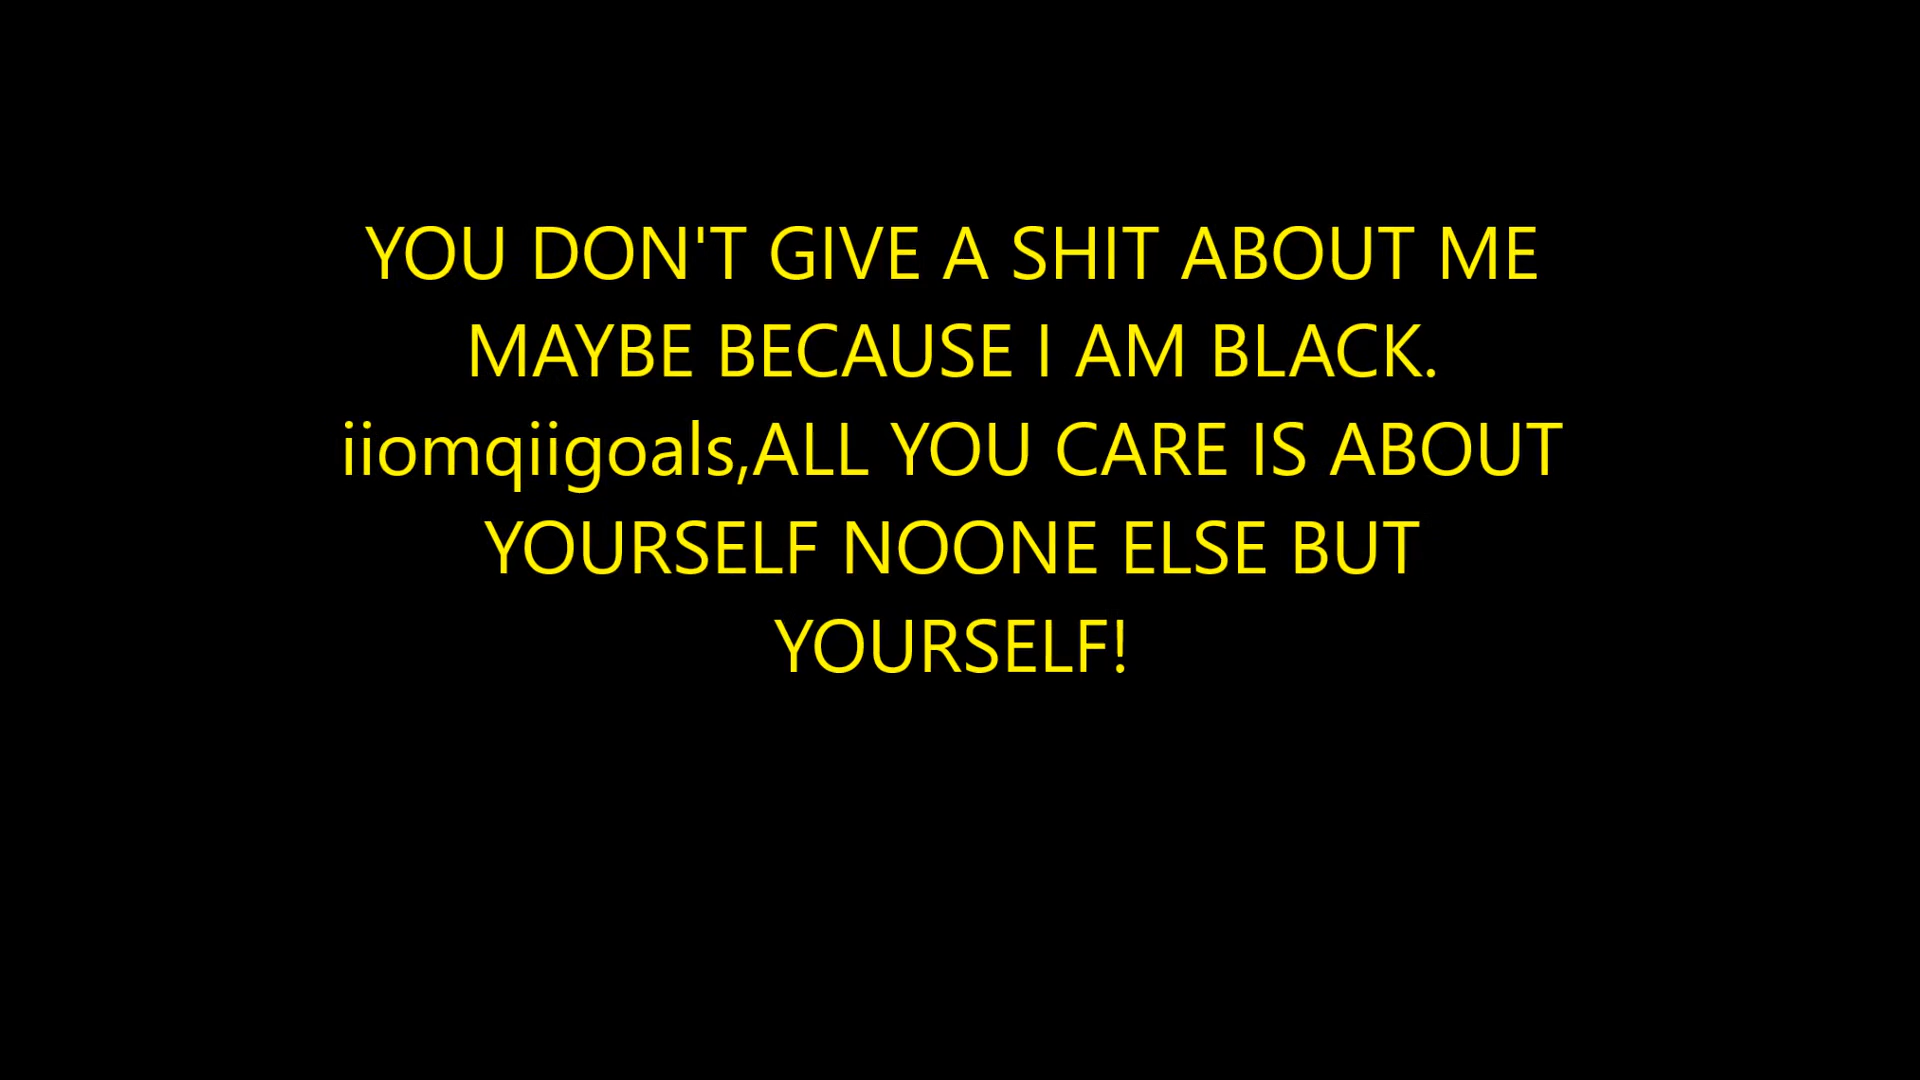 YOU DON'T GIVE A SHIT ABOUT ME
MAYBE BECAUSE I AM BLACK.
iiomqiigoals,ALL YOU CARE IS ABOUT
YOURSELF NOONE ELSE BUT
YOURSELF!